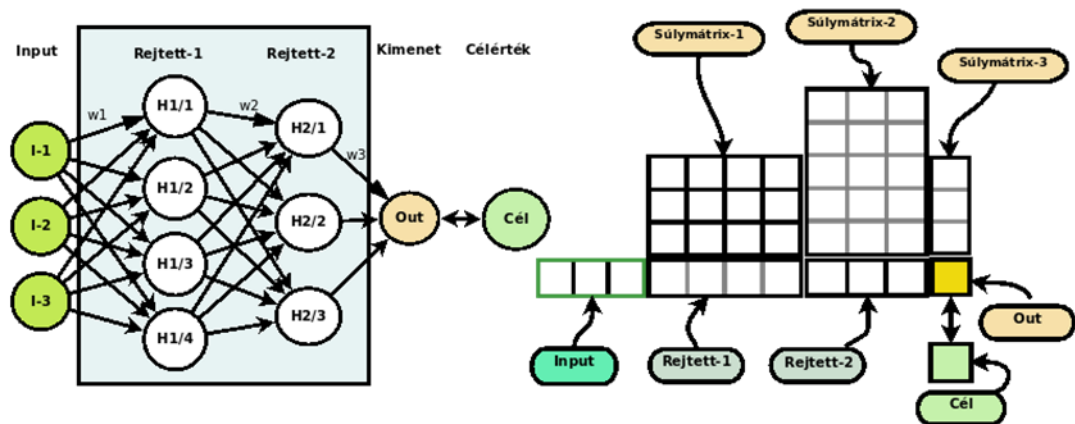 Input
Rejtett-1
Rejtett-2
Kimenet
Célérték
w1
w2
w3
I-1
I-2
I-3
H1/1
H1/2
H1/3
H1/4
H2/1
H2/2
H2/3
Out
Cél
Súlymátrix-1
Súlymátrix-2
Súlymátrix-3
Input
Rejtett-1
Rejtett-2
Out
Cél